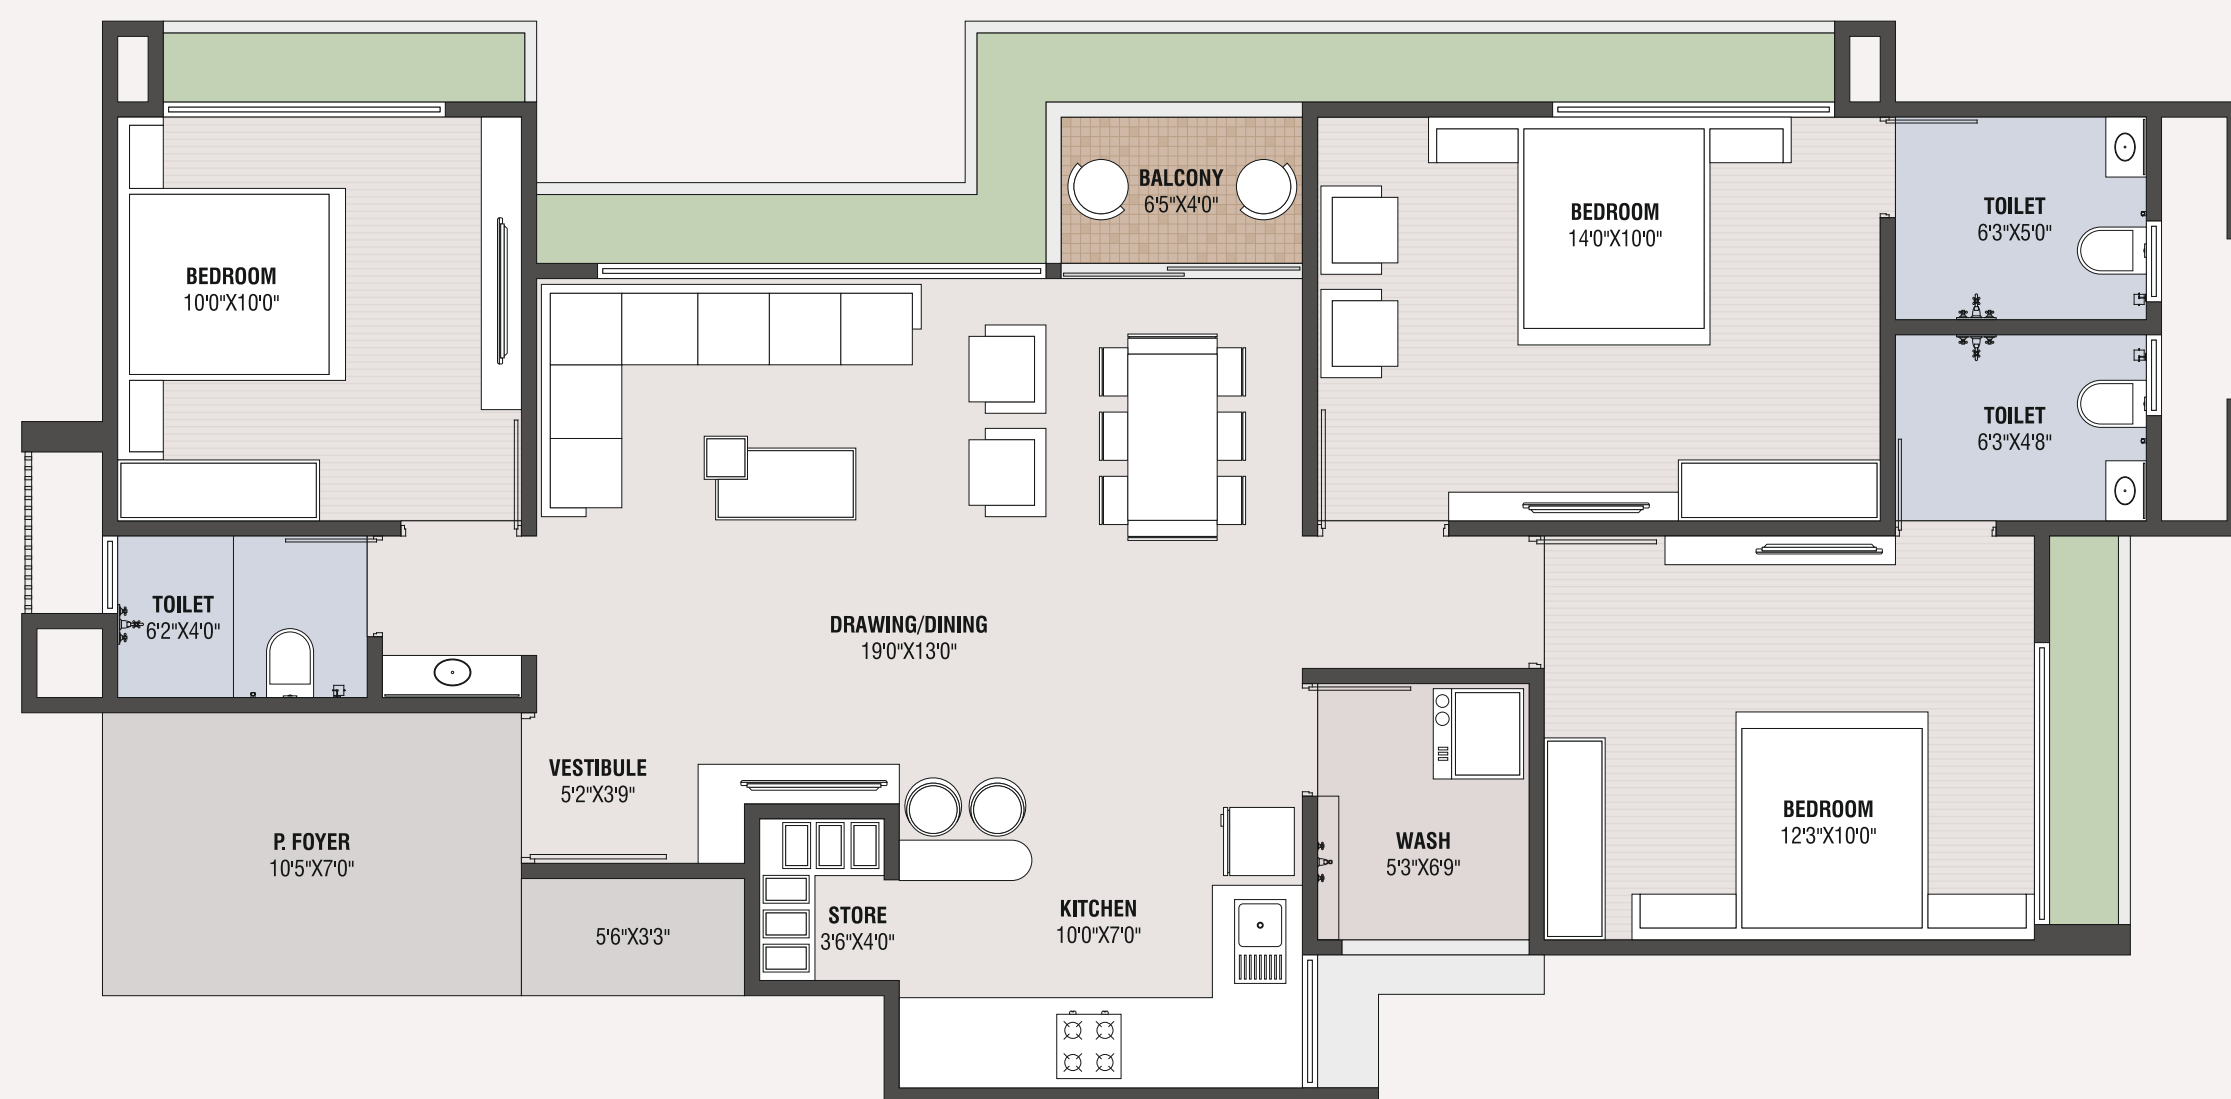 BALCONY
6'5"X4'0"
BEDROOM
14'0"X10'0"
TOILET
6'3"X5'0"
BEDROOM
10'0"X10'0"
TOILET
6'3"X4'8"
TOILET
6'2"X4'0"
DRAWING/DINING
19'0"X13'0"
VESTIBULE
5'2"X3'9"
BEDROOM
12'3"X10'0"
P. FOYER
10'5"X7'0"
WASH
5'3"X6'9"
5'6"X3'3"
STORE
3'6"X4'0"
KITCHEN
10'0"X7'0"